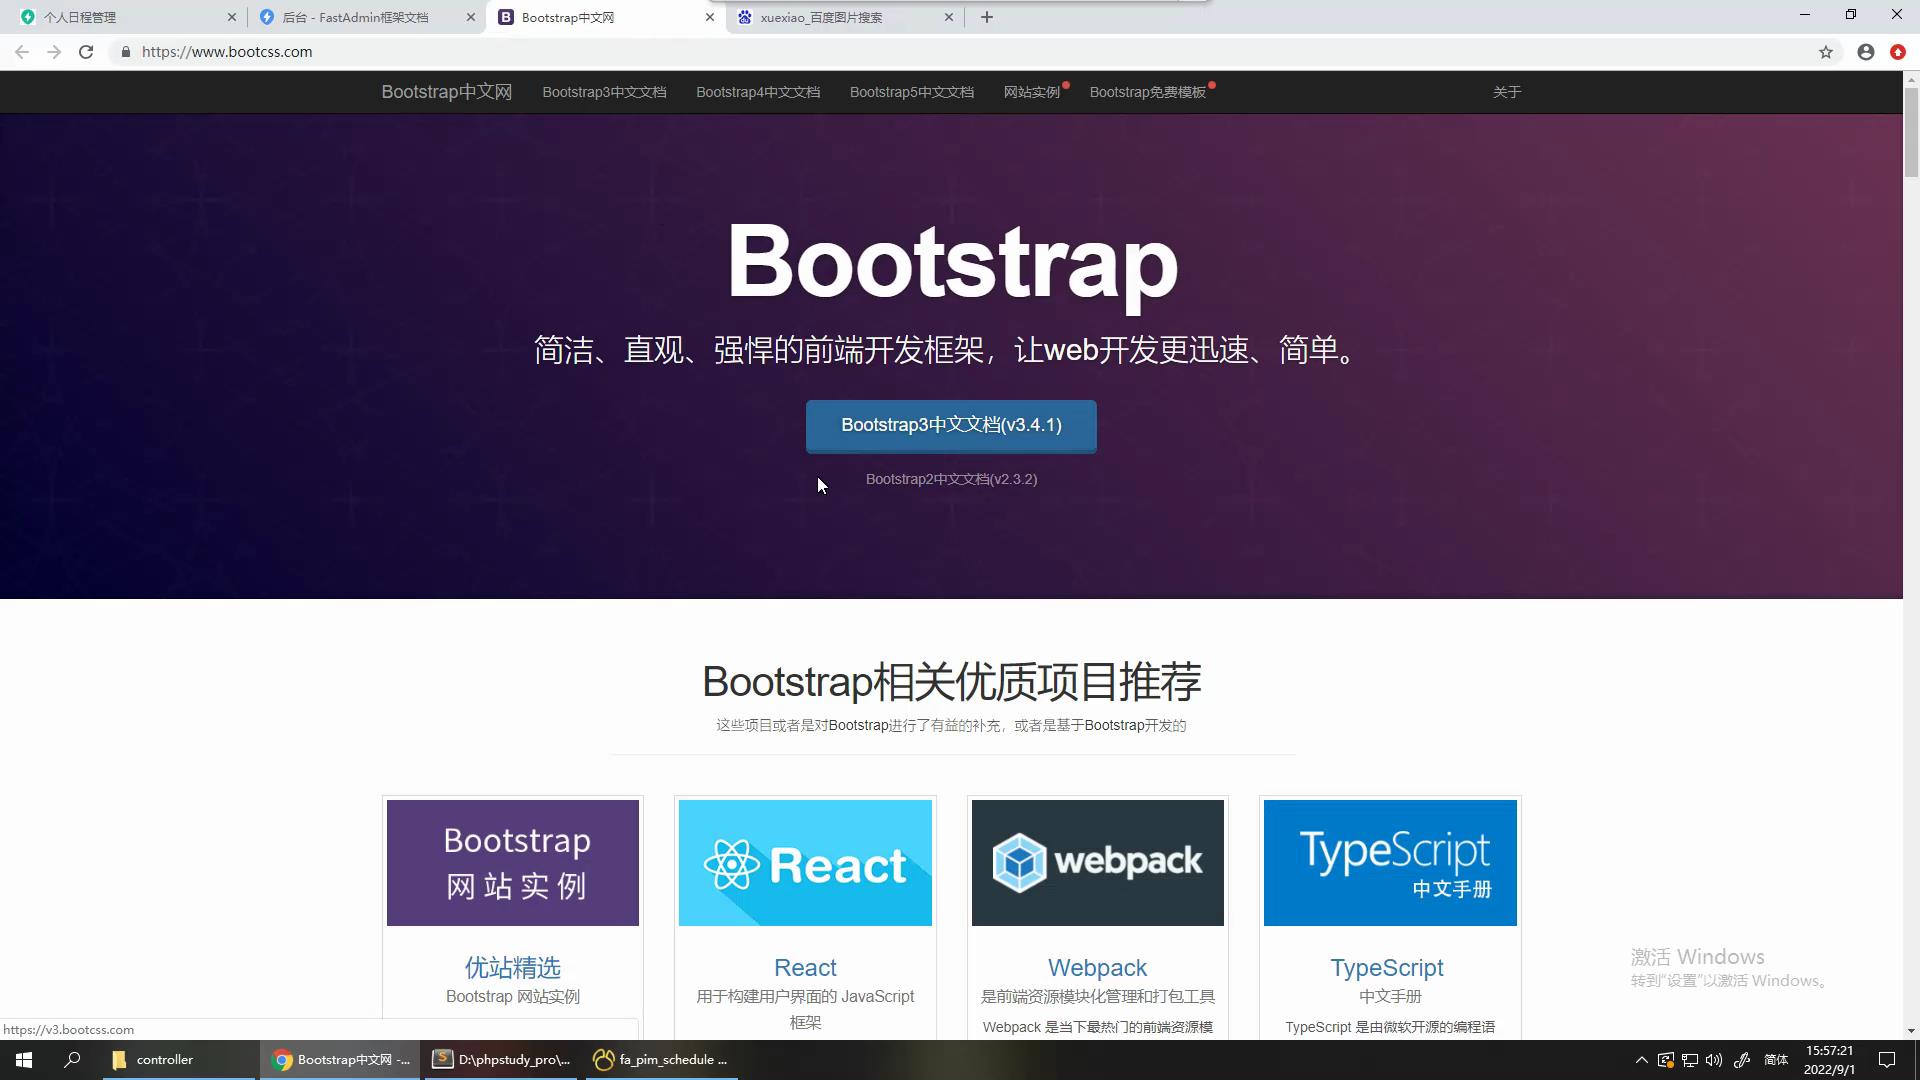 个人日程管理
后台 - FastAdmin框架文档
Bootstrap中文网
xuexiao_百度图片搜索
https://www.bootcss.com
Bootstrap中文网
Bootstrap3中文文档
Bootstrap4中文文档
Bootstrap5中文文档
网站实例
Bootstrap免费模板
关于
Bootstrap
简洁、直观、强悍的前端开发框架，让web开发更迅速、简单。
Bootstrap3中文文档(v3.4.1)
Bootstrap2中文文档(v2.3.2)
Bootstrap相关优质项目推荐
这些项目或者是对Bootstrap进行了有益的补充，或者是基于Bootstrap开发的
Bootstrap
网站实例
React
webpack
TypeScript
中文手册
优站精选
Bootstrap 网站实例
React
用于构建用户界面的 JavaScript
框架
Webpack
是前端资源模块化管理和打包工具
Webpack 是当下最热门的前端资源模
TypeScript
中文手册
TypeScript 是由微软开源的编程语
激活 Windows
转到“设置”以激活 Windows。
https://v3.bootcss.com
controller
Bootstrap中文网 -...
D:\phpstudy_pro\...
fa_pim_schedule ...
简体
15:57:21
2022/9/1